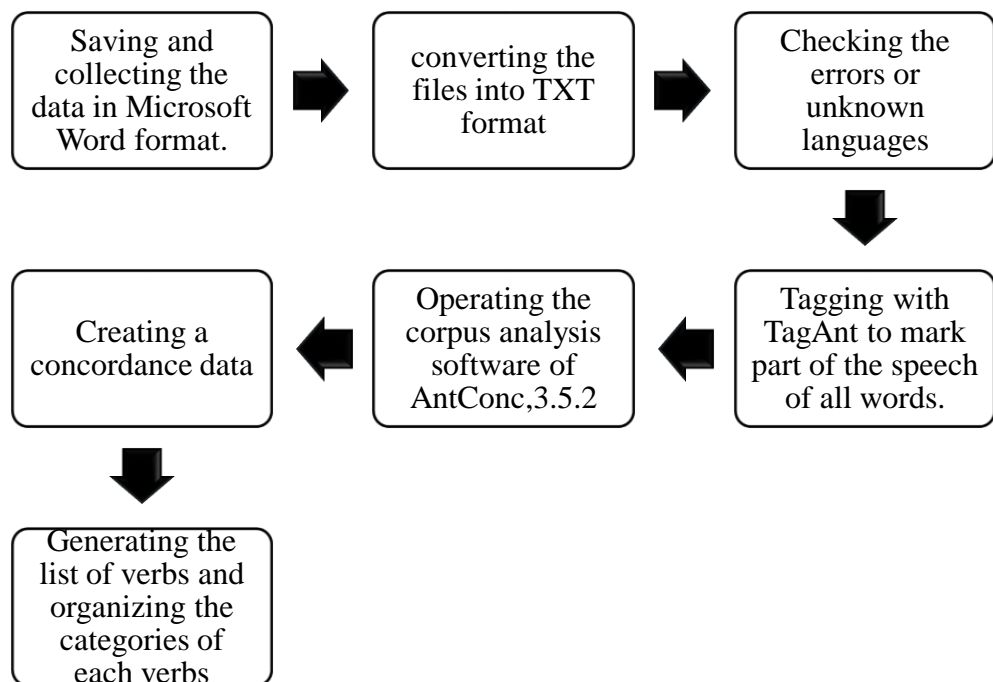 Saving and
collecting the
data in Microsoft
Word format.
converting the
files into TXT
format
Checking the
errors or
unknown
languages
Tagging with
TagAnt to mark
part of the speech
of all words.
Operating the
corpus analysis
software of
AntConc,3.5.2
Creating a
concordance data
Generating the
list of verbs and
organizing the
categories of
each verbs